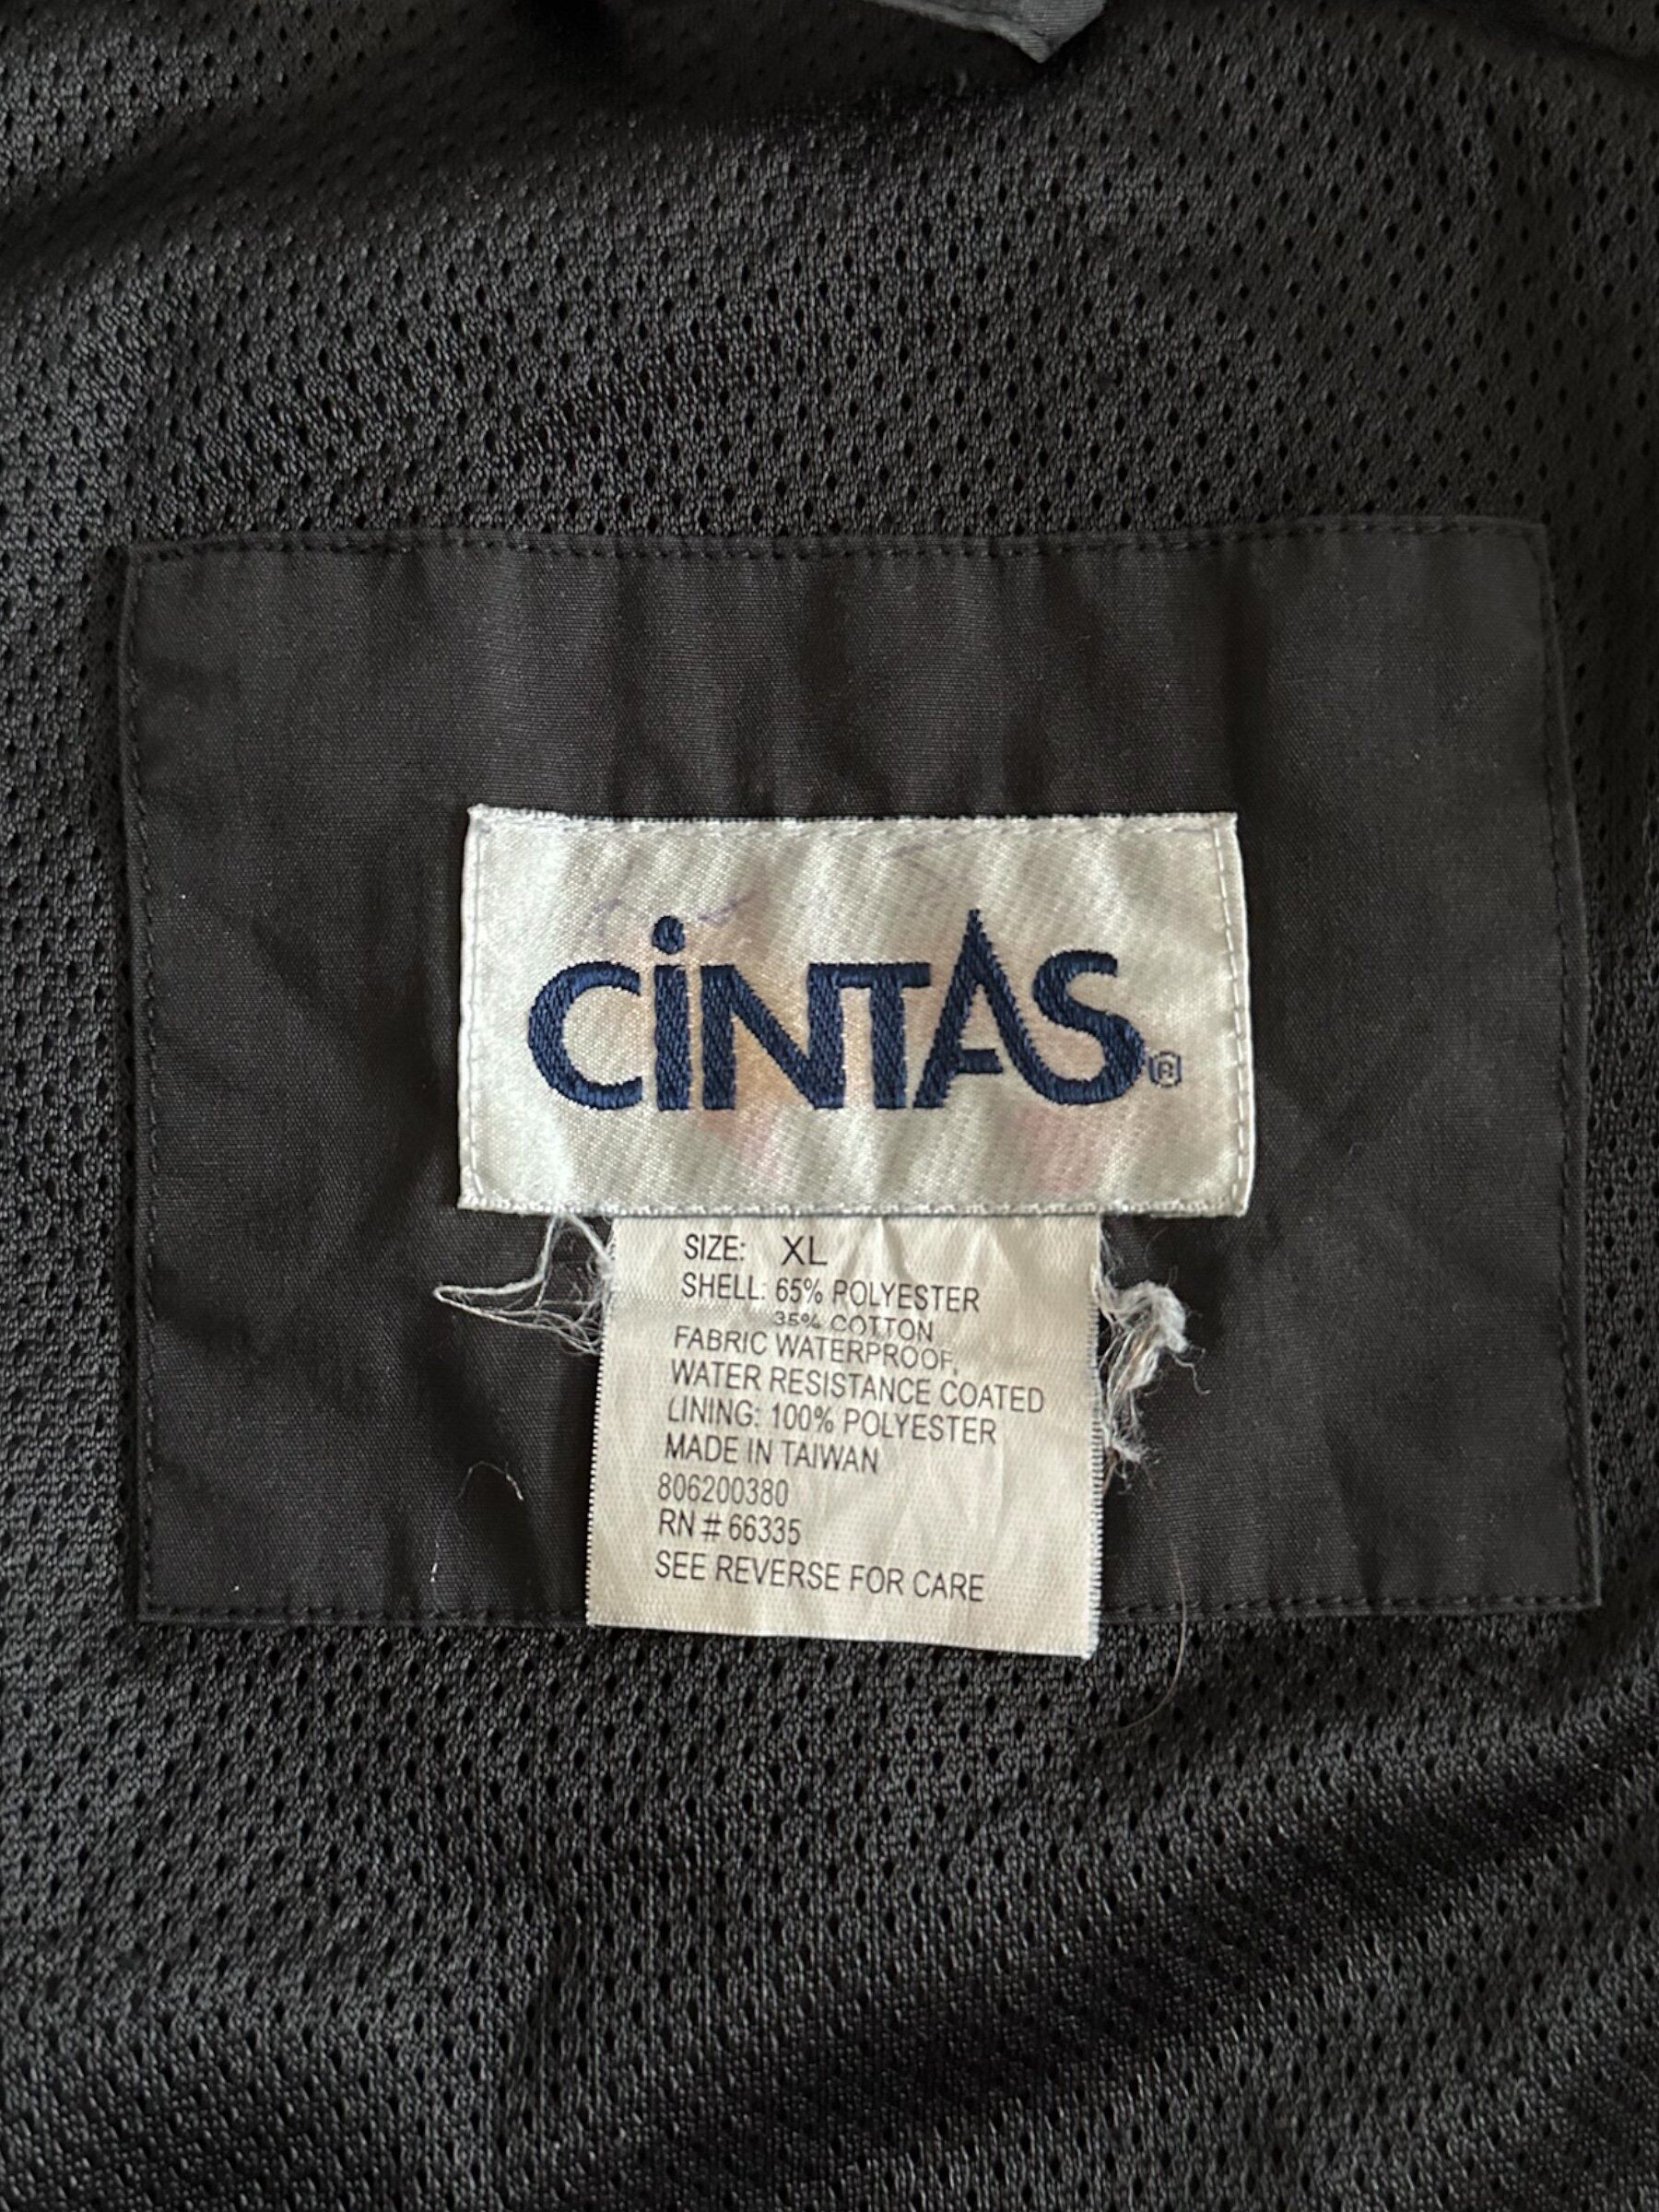 CiNTAS®
SIZE: XL
SHELL: 65% POLYESTER
35% COTTON
FABRIC WATERPROOF,
WATER RESISTANCE COATED
LINING: 100% POLYESTER
MADE IN TAIWAN
806200380
RN # 66335
SEE REVERSE FOR CARE